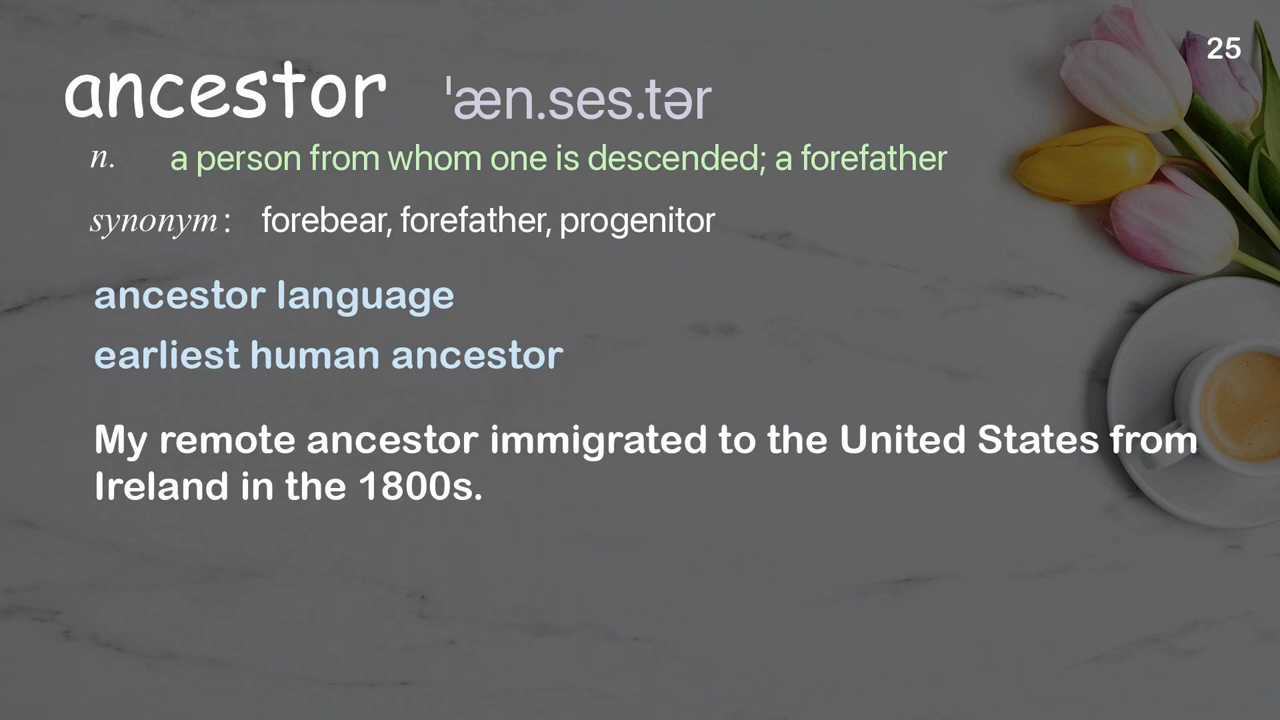 25
ancestor ˈæn.ses.tər
n. a person from whom one is descended; a forefather
synonym: forebear, forefather, progenitor
ancestor language
earliest human ancestor
My remote ancestor immigrated to the United States from
Ireland in the 1800s.